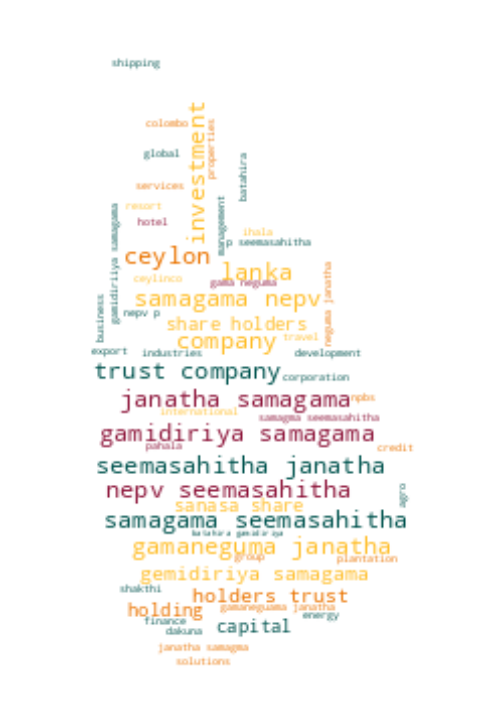 shipping
colombo
investment
properties
global
batahira
services
management
resort
gamidiriiya samagama
hotel
ihala
p seemasahitha
ceylon
lanka
ceylinco
gama neguma
neguma janatha
samagama nepv
business
nepv p
share holders
travel
company
export
industries
development
trust company
corporation
janatha samagama
npbs
international
samagma seemasahitha
gamidiriya samagama
pahala
credit
seemasahitha janatha
nepv seemasahitha
agro
sanasa share
samagama seemasahitha
batahira gamidiriya
gamaneguma janatha
group
plantation
gemidiriya samagama
shakthi
holders trust
holding
gamaneguama janatha
energy
finance
capital
dakuna
janatha samagma
solutions